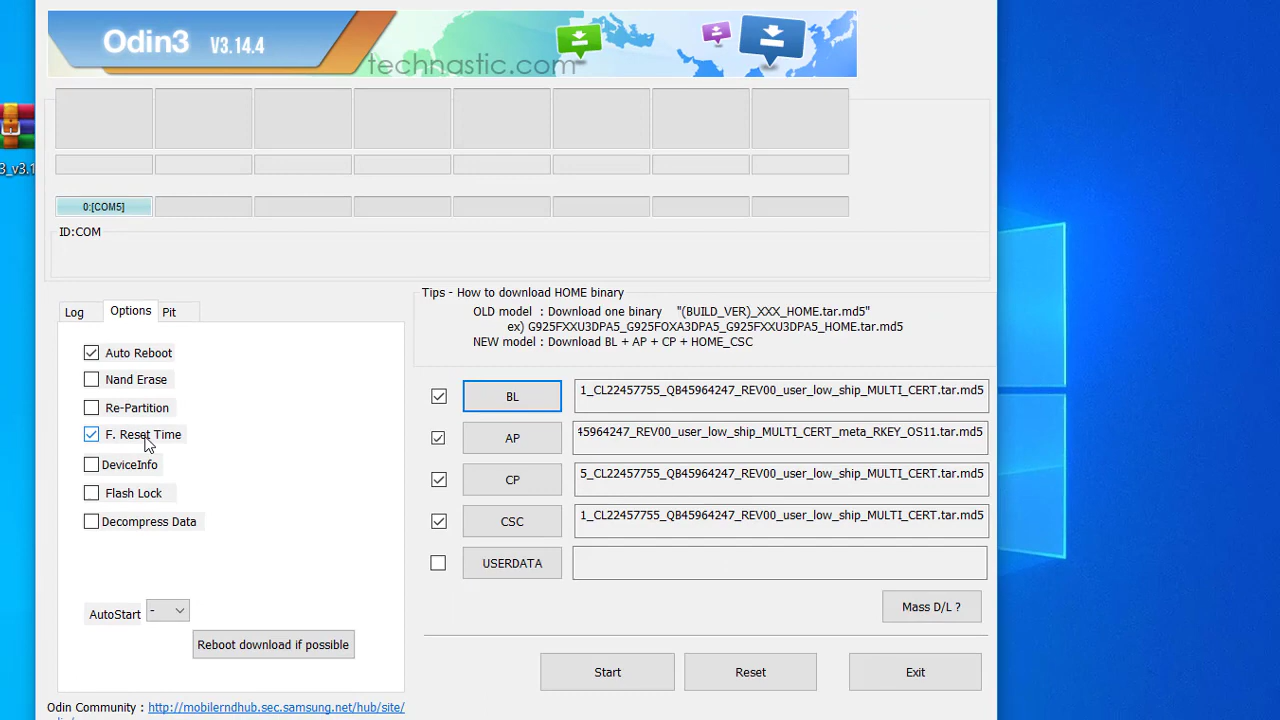 Odin3 V3.14.4
technastic.com
3_v3.1
0:[COM5]
ID:COM
Log
Options
Pit
Auto Reboot
Nand Erase
Re-Partition
F. Reset Time
DeviceInfo
Flash Lock
Decompress Data
AutoStart -
Reboot download if possible
Tips - How to download HOME binary
OLD model : Download one binary "(BUILD_VER)_XXX_HOME.tar.md5"
ex) G925FXXU3DPA5_G925FOXA3DPA5_G925FXXU3DPA5_HOME.tar.md5
NEW model : Download BL + AP + CP + HOME_CSC
BL 1_CL22457755_QB45964247_REV00_user_low_ship_MULTI_CERT.tar.md5
AP 45964247_REV00_user_low_ship_MULTI_CERT_meta_RKEY_OS11.tar.md5
CP 5_CL22457755_QB45964247_REV00_user_low_ship_MULTI_CERT.tar.md5
CSC 1_CL22457755_QB45964247_REV00_user_low_ship_MULTI_CERT.tar.md5
USERDATA
Mass D/L ?
Start
Reset
Exit
Odin Community : http://mobilerndhub.sec.samsung.net/hub/site/